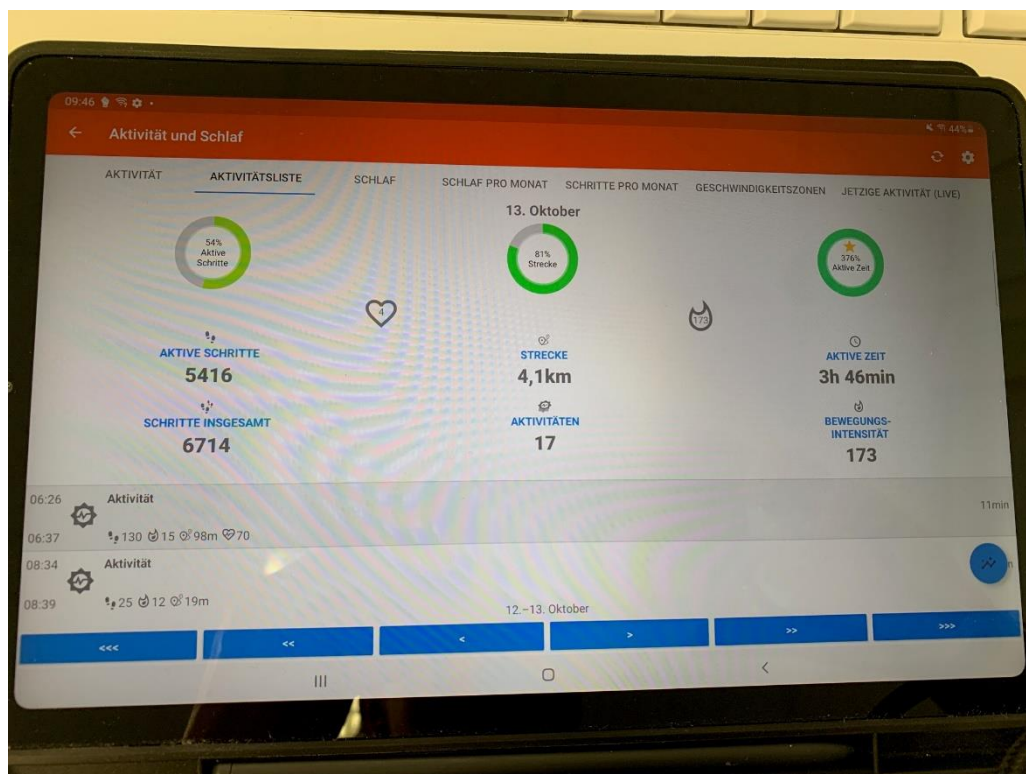 09:46
44%
Aktivität und Schlaf
AKTIVITÄT AKTIVITÄTSLISTE SCHLAF SCHLAF PRO MONAT SCHRITTE PRO MONAT GESCHWINDIGKEITSZONEN JETZIGE AKTIVITÄT (LIVE)
13. Oktober
54%
Aktive
Schritte
81%
Strecke
376%
Aktive Zeit
4
173
AKTIVE SCHRITTE
5416
STRECKE
4,1km
AKTIVE ZEIT
3h 46min
SCHRITTE INSGESAMT
6714
AKTIVITÄTEN
17
BEWEGUNGS-
INTENSITÄT
173
06:26 Aktivität
11min
06:37 130 15 98m 70
08:34 Aktivität
08:39 25 12 19m
12.–13. Oktober
<<< << < > >> >>>